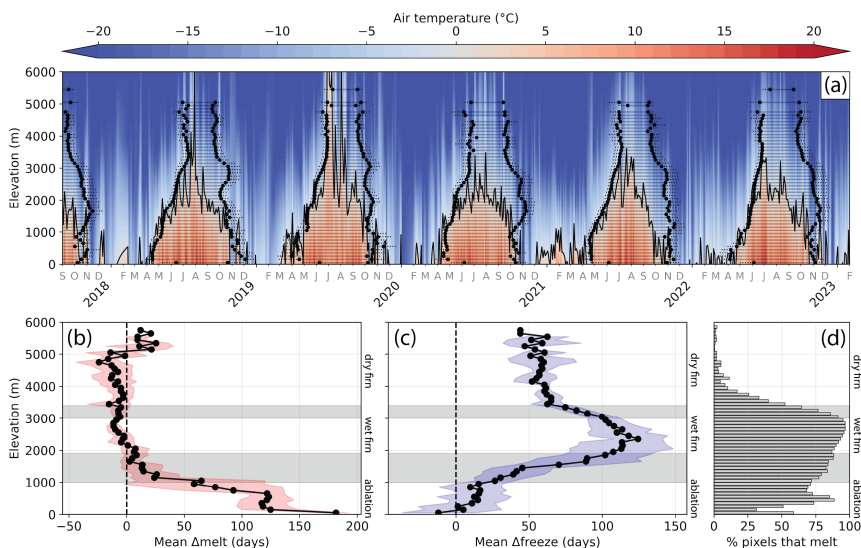 Air temperature (°C)
−20 −15 −10 −5 0 5 10 15 20
(a)
Elevation (m)
6000
5000
4000
3000
2000
1000
0
S O N D F M A M J J A S O N D F M A M J J A S O N D F M A M J J A S O N D F M A M J J A S O N D F M A M J J A S O N D F
2018 2019 2020 2021 2022 2023
(b) (c) (d)
Elevation (m)
6000
5000
4000
3000
2000
1000
0
dry firn
wet firn
ablation
dry firn
wet firn
ablation
dry firn
wet firn
ablation
−50 0 50 100 150 200
0 50 100 150
0 25 50 75 100
Mean Δmelt (days)
Mean Δfreeze (days)
% pixels that melt